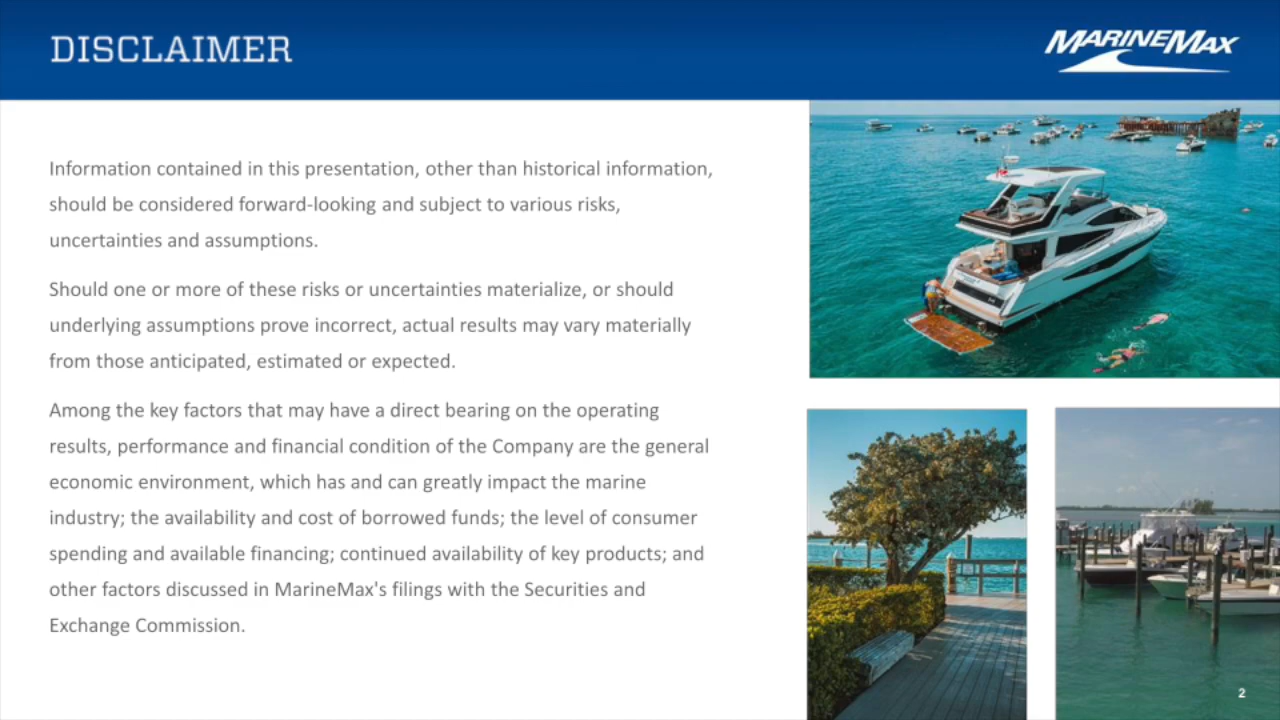 DISCLAIMER
MARINEMAX
Information contained in this presentation, other than historical information,
should be considered forward-looking and subject to various risks,
uncertainties and assumptions.
Should one or more of these risks or uncertainties materialize, or should
underlying assumptions prove incorrect, actual results may vary materially
from those anticipated, estimated or expected.
Among the key factors that may have a direct bearing on the operating
results, performance and financial condition of the Company are the general
economic environment, which has and can greatly impact the marine
industry; the availability and cost of borrowed funds; the level of consumer
spending and available financing; continued availability of key products; and
other factors discussed in MarineMax's filings with the Securities and
Exchange Commission.
2